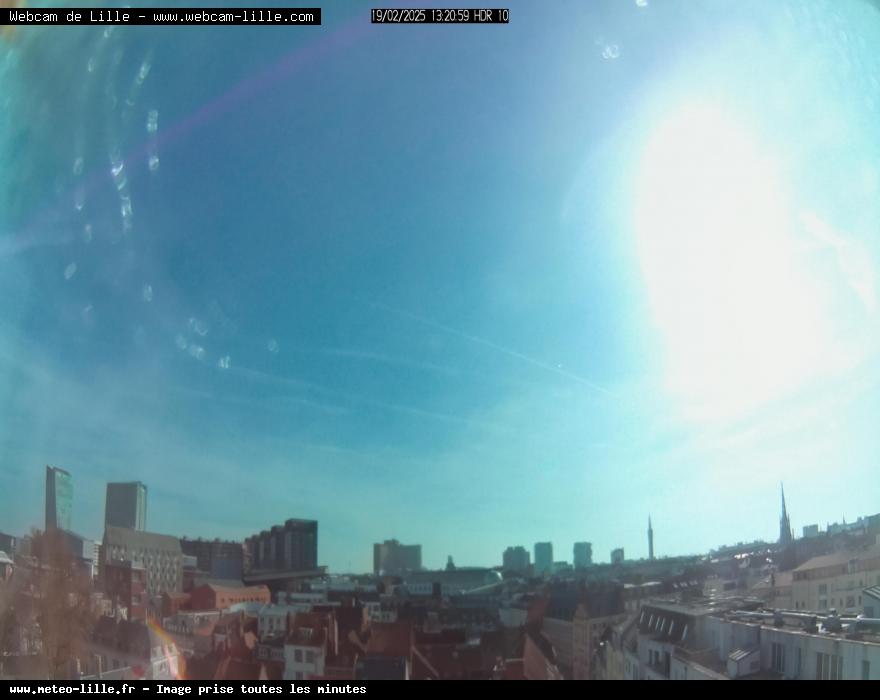 Webcam de Lille - www.webcam-lille.com
19/02/2025 13:20:59 HDR 10
www.meteo-lille.fr - Image prise toutes les minutes